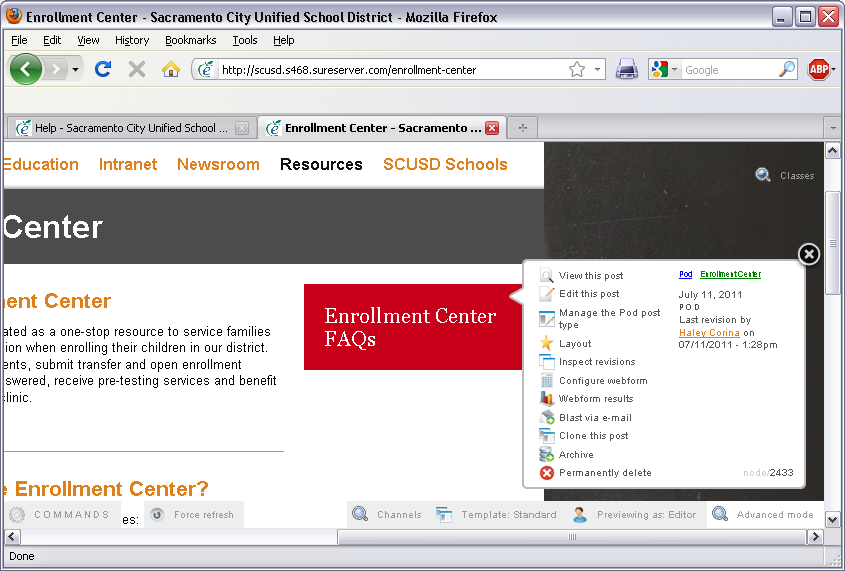 Enrollment Center - Sacramento City Unified School District - Mozilla Firefox
File Edit View History Bookmarks Tools Help
http://scusd.s468.sureserver.com/enrollment-center
Google
ABP
Help - Sacramento City Unified School ...
Enrollment Center - Sacramento ...
Education Intranet Newsroom Resources SCUSD Schools
Classes
Center
ment Center
ated as a one-stop resource to service families
ion when enrolling their children in our district.
ents, submit transfer and open enrollment
swered, receive pre-testing services and benefit
clinic.
Enrollment Center
FAQs
View this post
Edit this post
Manage the Pod post
type
Layout
Inspect revisions
Configure webform
Webform results
Blast via e-mail
Clone this post
Archive
Permanently delete
Pod EnrollmentCenter
July 11, 2011
POD
Last revision by
Haley Corina on
07/11/2011 - 1:28pm
node/2433
e Enrollment Center?
es:
COMMANDS
Force refresh
Channels
Template: Standard
Previewing as: Editor
Advanced mode
Done